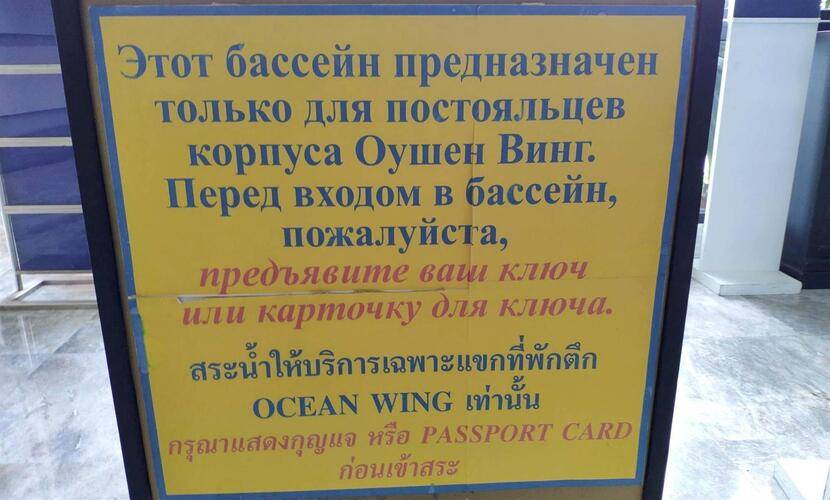 Этот бассейн предназначен
только для постояльцев
корпуса Оушен Винг.
Перед входом в бассейн,
пожалуйста,
предъявите ваш ключ
или карточку для ключа.
สระน้ำให้บริการเฉพาะแขกที่พักตึก
OCEAN WING เท่านั้น
กรุณาแสดงกุญแจ หรือ PASSPORT CARD
ก่อนเข้าสระ